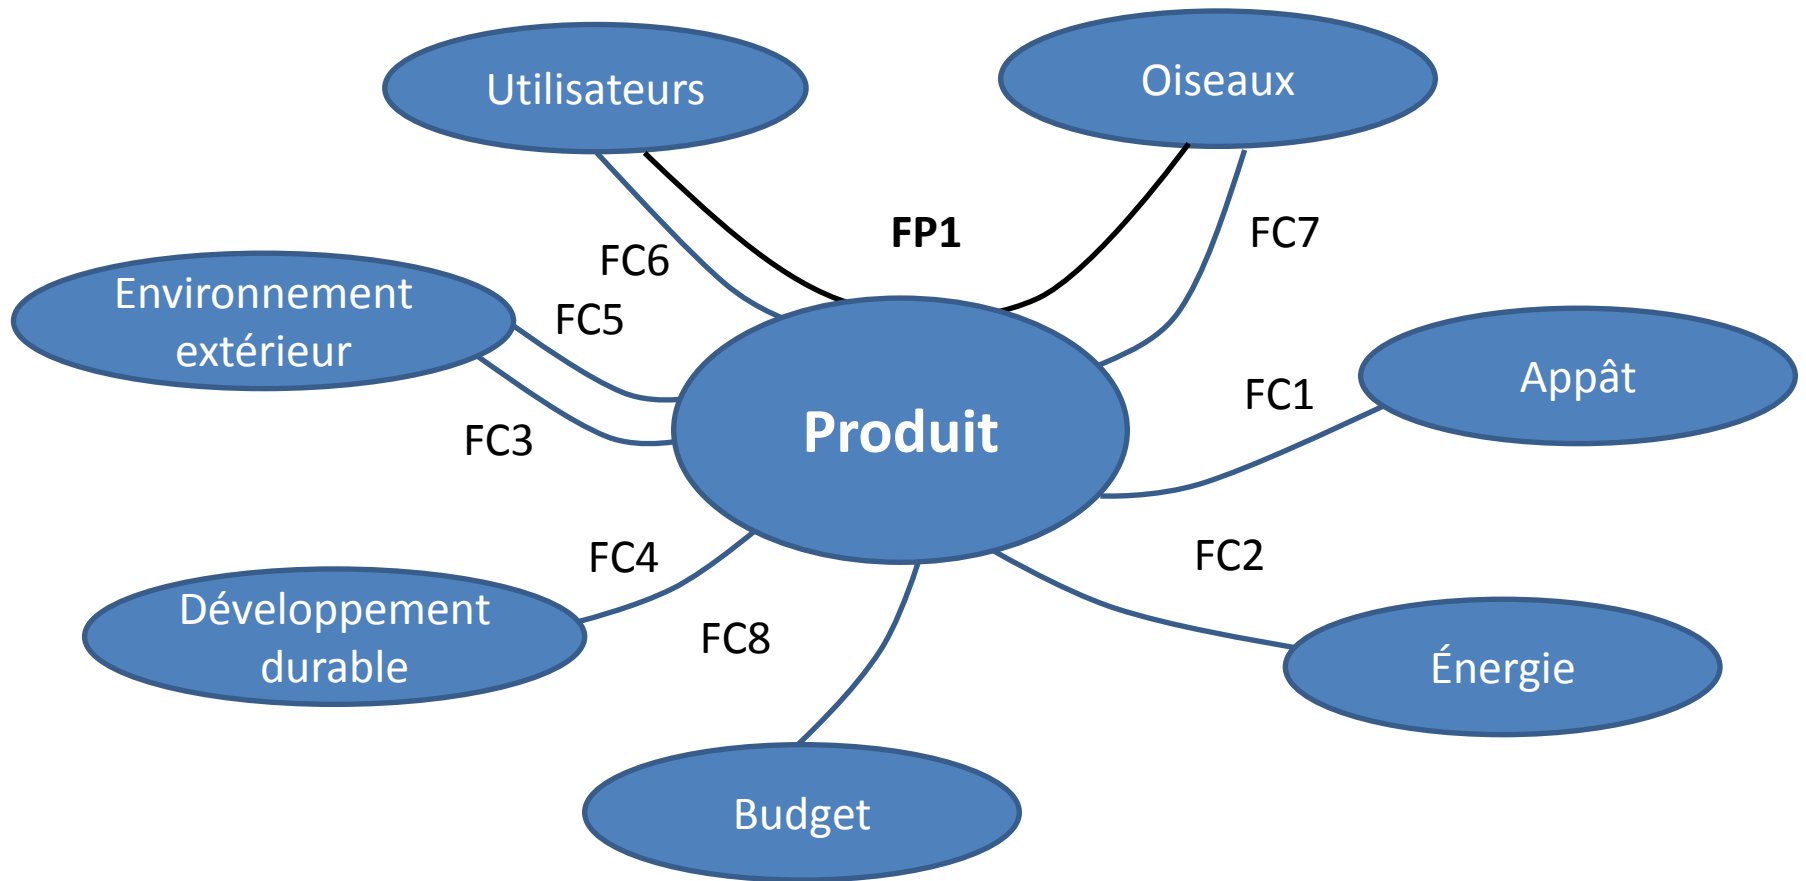 Utilisateurs
Oiseaux
FP1
FC7
FC6
Environnement
extérieur
FC5
FC3
Produit
FC1
Appât
FC4
FC2
Développement
durable
FC8
Énergie
Budget